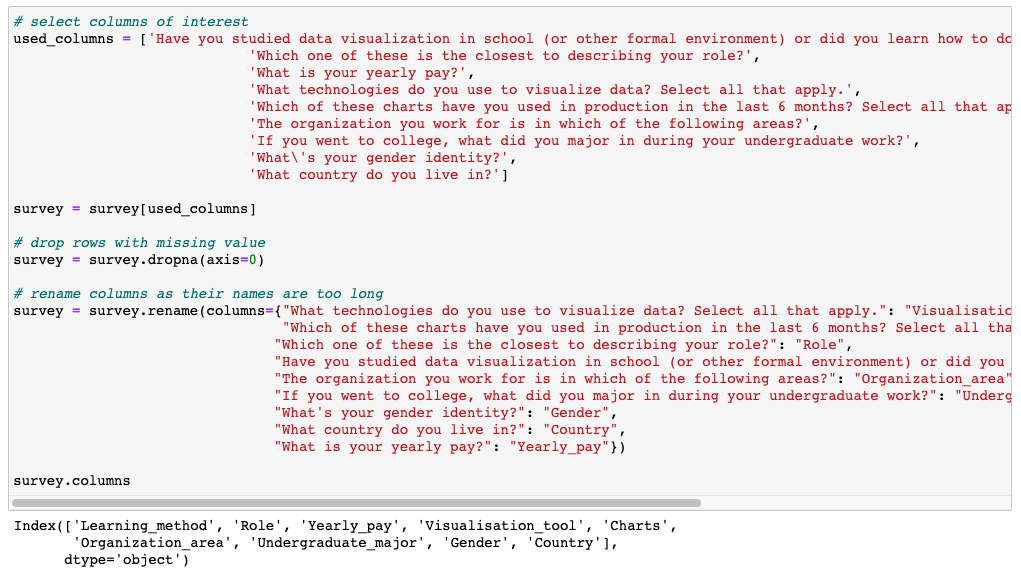 # select columns of interest
used_columns = ['Have you studied data visualization in school (or other formal environment) or did you learn how to do
'Which one of these is the closest to describing your role?',
'What is your yearly pay?',
'What technologies do you use to visualize data? Select all that apply.',
'Which of these charts have you used in production in the last 6 months? Select all that ap
'The organization you work for is in which of the following areas?',
'If you went to college, what did you major in during your undergraduate work?',
'What\'s your gender identity?',
'What country do you live in?']
survey = survey[used_columns]
# drop rows with missing value
survey = survey.dropna(axis=0)
# rename columns as their names are too long
survey = survey.rename(columns={"What technologies do you use to visualize data? Select all that apply.": "Visualisatio
"Which of these charts have you used in production in the last 6 months? Select all tha
"Which one of these is the closest to describing your role?": "Role",
"Have you studied data visualization in school (or other formal environment) or did you
"The organization you work for is in which of the following areas?": "Organization_area"
"If you went to college, what did you major in during your undergraduate work?": "Underg
"What's your gender identity?": "Gender",
"What country do you live in?": "Country",
"What is your yearly pay?": "Yearly_pay"})
survey.columns
Index(['Learning_method', 'Role', 'Yearly_pay', 'Visualisation_tool', 'Charts',
'Organization_area', 'Undergraduate_major', 'Gender', 'Country'],
dtype='object')